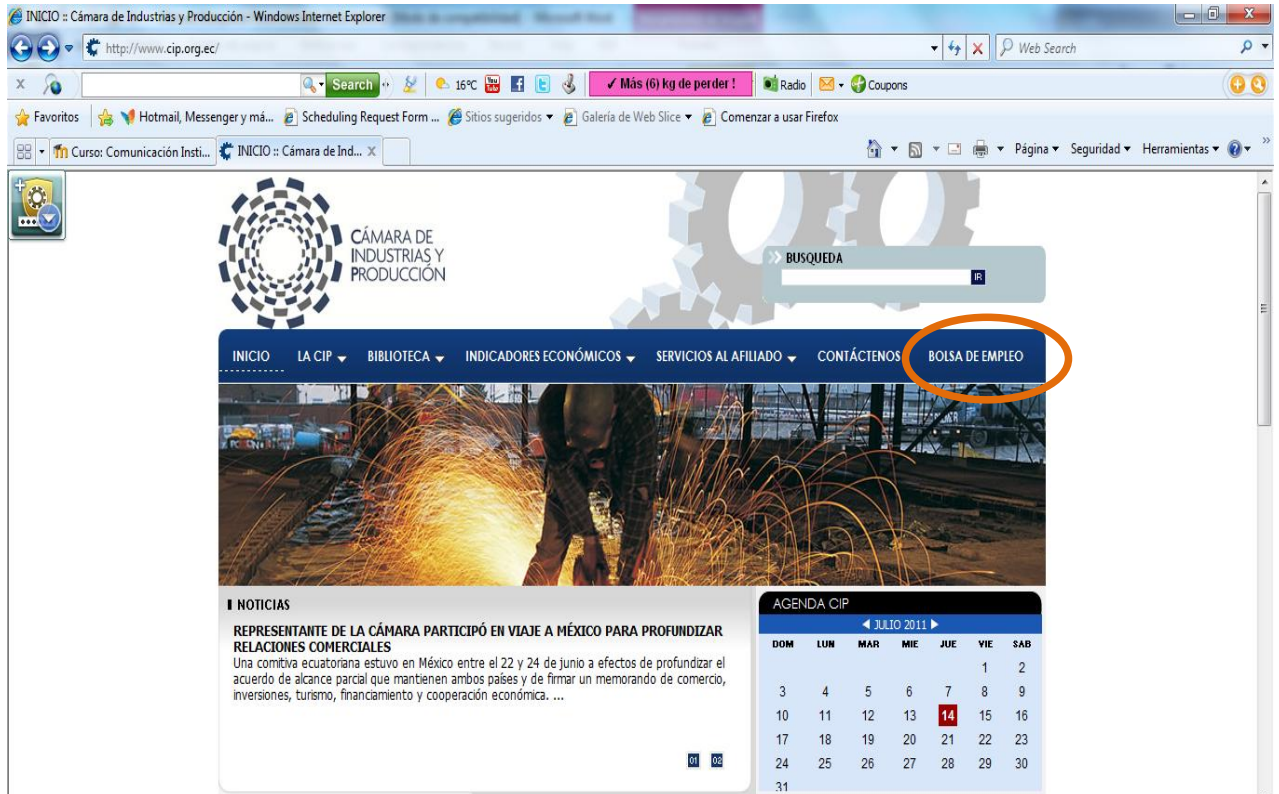 INICIO :: Cámara de Industrias y Producción - Windows Internet Explorer
http://www.cip.org.ec/
Web Search
x Search 16°C You Tube ✓ Más (6) kg de perder ! Radio Coupons
Favoritos Hotmail, Messenger y má... Scheduling Request Form ... Sitios sugeridos Galería de Web Slice Comenzar a usar Firefox
Curso: Comunicación Insti... INICIO :: Cámara de Ind... X Página Seguridad Herramientas
CÁMARA DE
INDUSTRIAS Y
PRODUCCIÓN
BUSQUEDA
IR
INICIO LA CIP BIBLIOTECA INDICADORES ECONÓMICOS SERVICIOS AL AFILIADO CONTÁCTENOS BOLSA DE EMPLEO
NOTICIAS
REPRESENTANTE DE LA CÁMARA PARTICIPÓ EN VIAJE A MÉXICO PARA PROFUNDIZAR
RELACIONES COMERCIALES
Una comitiva ecuatoriana estuvo en México entre el 22 y 24 de junio a efectos de profundizar el
acuerdo de alcance parcial que mantienen ambos países y de firmar un memorando de comercio,
inversiones, turismo, financiamiento y cooperación económica. ...
01 02
AGENDA CIP
JULIO 2011
DOM LUN MAR MIE JUE VIE SAB
1 2
3 4 5 6 7 8 9
10 11 12 13 14 15 16
17 18 19 20 21 22 23
24 25 26 27 28 29 30
31